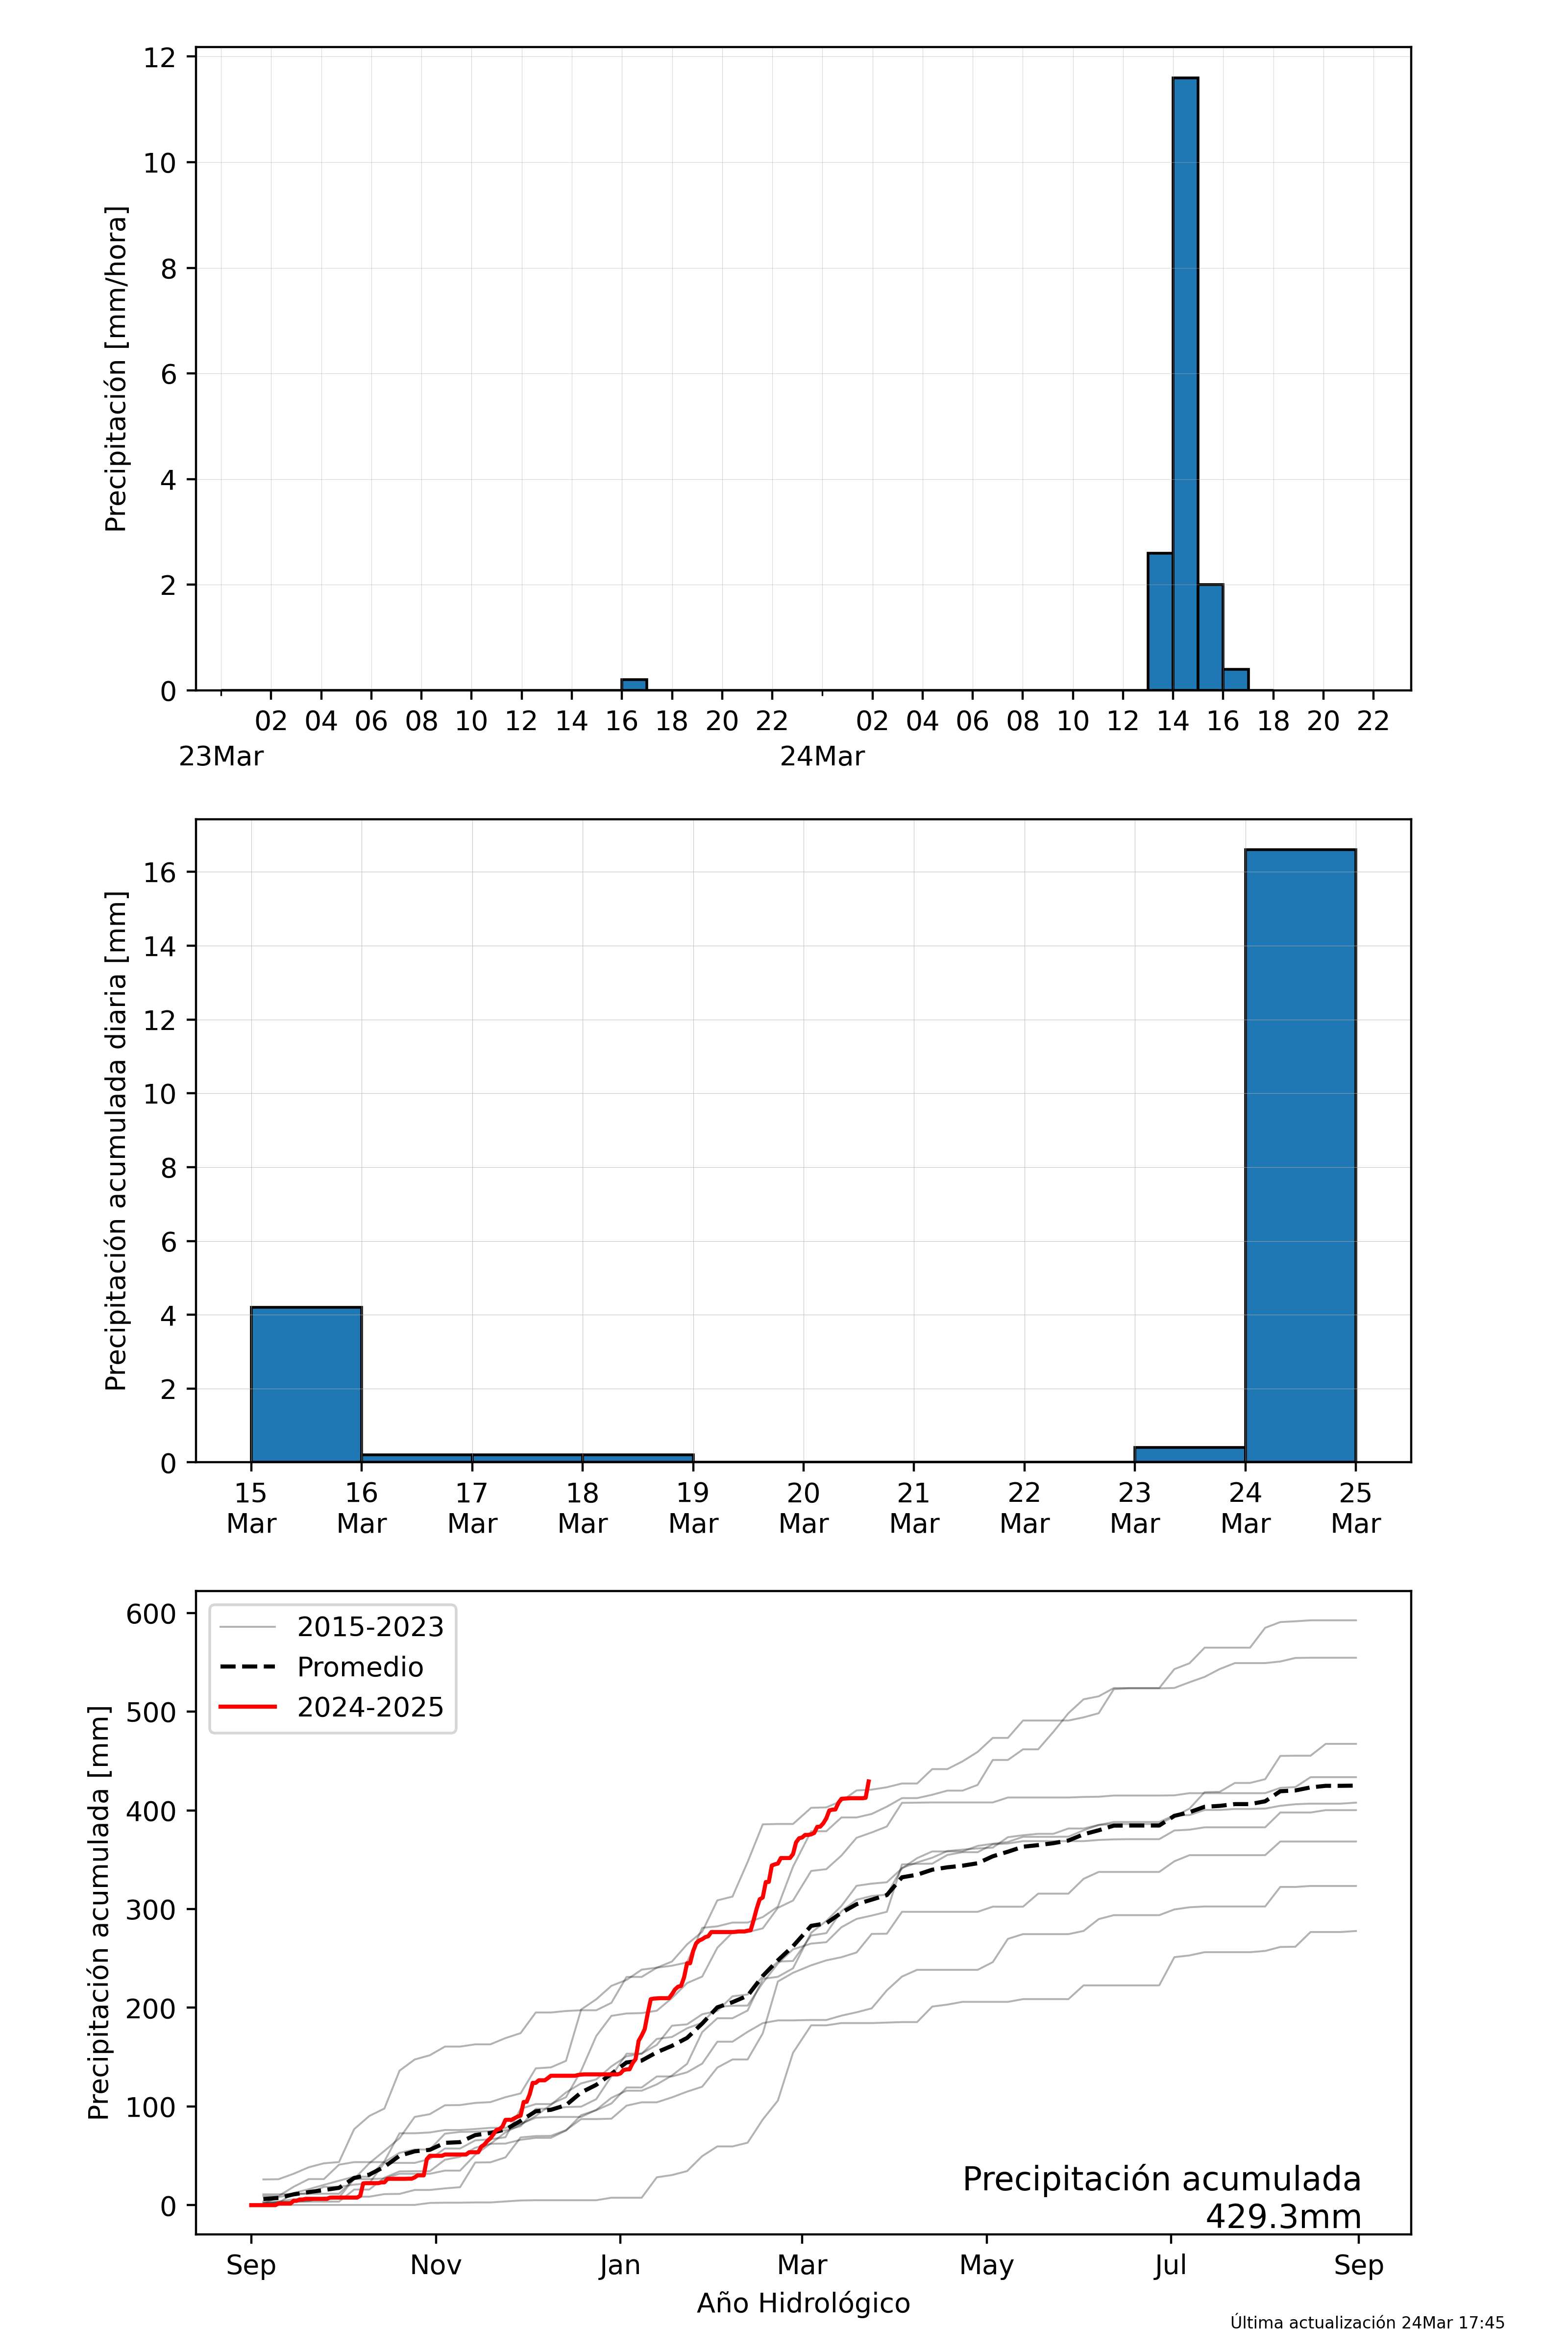 Precipitación [mm/hora]
12
10
8
6
4
2
0
02 04 06 08 10 12 14 16 18 20 22 02 04 06 08 10 12 14 16 18 20 22
23Mar 24Mar
Precipitación acumulada diaria [mm]
16
14
12
10
8
6
4
2
0
15 16 17 18 19 20 21 22 23 24 25
Mar Mar Mar Mar Mar Mar Mar Mar Mar Mar Mar
Precipitación acumulada [mm]
600
500
400
300
200
100
0
2015-2023
Promedio
2024-2025
Precipitación acumulada
429.3mm
Sep Nov Jan Mar May Jul Sep
Año Hidrológico
Última actualización 24Mar 17:45